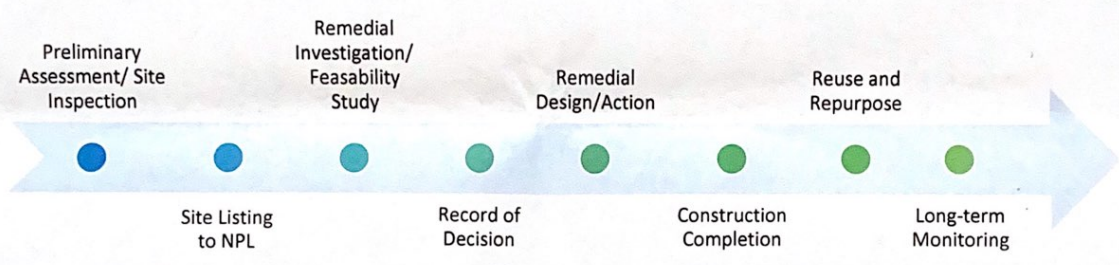 Preliminary
Assessment/ Site
Inspection
Site Listing
to NPL
Remedial
Investigation/
Feasability
Study
Record of
Decision
Remedial
Design/Action
Construction
Completion
Reuse and
Repurpose
Long-term
Monitoring